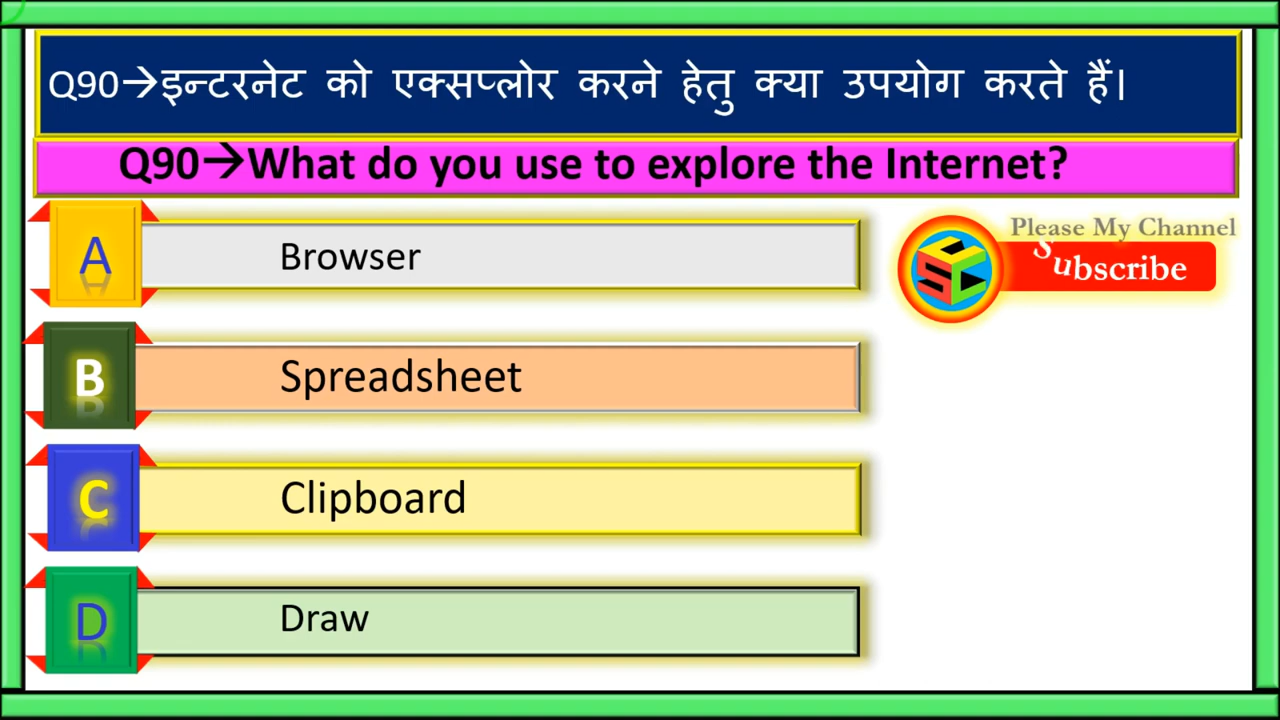 Q90→इन्टरनेट को एक्सप्लोर करने हेतु क्या उपयोग करते हैं।
Q90→What do you use to explore the Internet?
A Browser
B Spreadsheet
C Clipboard
D Draw
Please My Channel
Subscribe
SSC